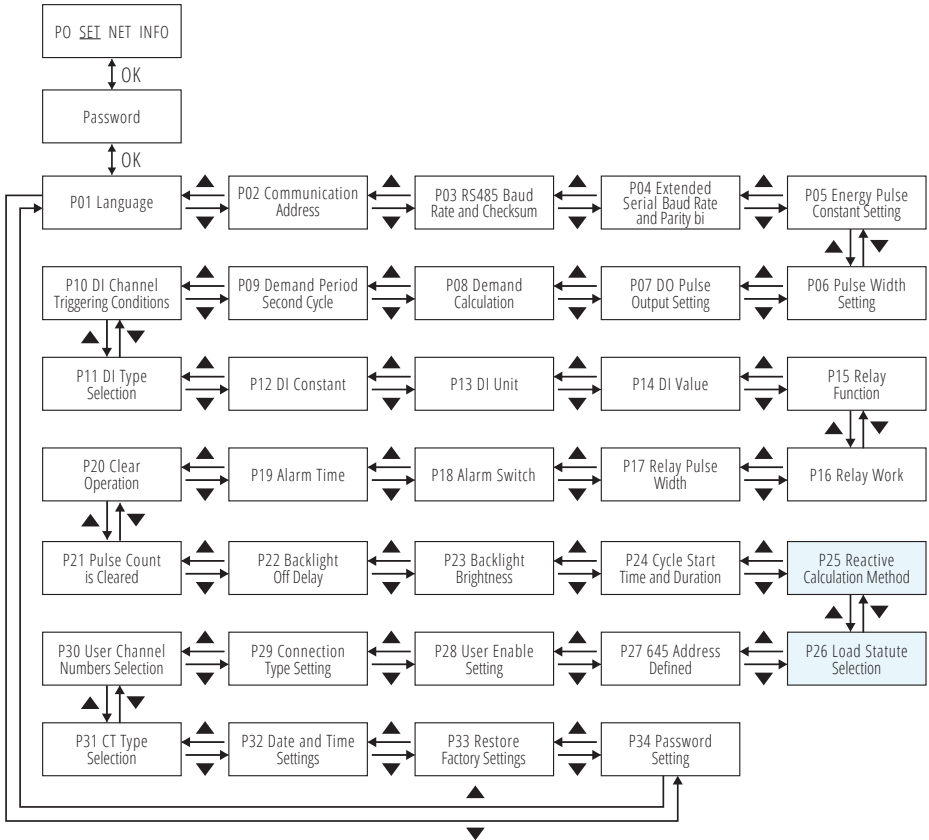 PO SET NET INFO
OK
Password
OK
P01 Language
P02 Communication
Address
P03 RS485 Baud
Rate and Checksum
P04 Extended
Serial Baud Rate
and Parity bi
P05 Energy Pulse
Constant Setting
P10 DI Channel
Triggering Conditions
P09 Demand Period
Second Cycle
P08 Demand
Calculation
P07 DO Pulse
Output Setting
P06 Pulse Width
Setting
P11 DI Type
Selection
P12 DI Constant
P13 DI Unit
P14 DI Value
P15 Relay
Function
P20 Clear
Operation
P19 Alarm Time
P18 Alarm Switch
P17 Relay Pulse
Width
P16 Relay Work
P21 Pulse Count
is Cleared
P22 Backlight
Off Delay
P23 Backlight
Brightness
P24 Cycle Start
Time and Duration
P25 Reactive
Calculation Method
P30 User Channel
Numbers Selection
P29 Connection
Type Setting
P28 User Enable
Setting
P27 645 Address
Defined
P26 Load Statute
Selection
P31 CT Type
Selection
P32 Date and Time
Settings
P33 Restore
Factory Settings
P34 Password
Setting